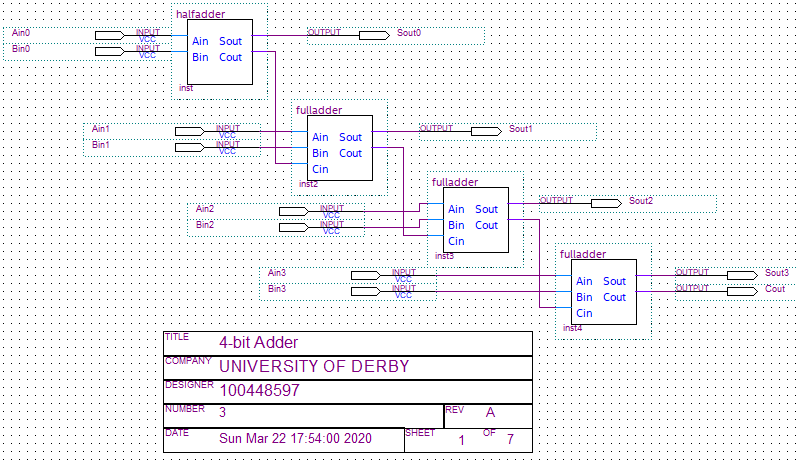 halfadder
Ain0 INPUT VCC OUTPUT Sout0
Ain Sout
Bin0 INPUT VCC
Bin Cout
inst
fulladder
Ain1 INPUT VCC OUTPUT Sout1
Ain Sout
Bin1 INPUT VCC
Bin Cout
Cin
inst2
fulladder
Ain2 INPUT VCC OUTPUT Sout2
Ain Sout
Bin2 INPUT VCC
Bin Cout
Cin
inst3
fulladder
Ain3 INPUT VCC OUTPUT Sout3
Ain Sout
Bin3 INPUT VCC OUTPUT Cout
Bin Cout
Cin
inst4
TITLE 4-bit Adder
COMPANY UNIVERSITY OF DERBY
DESIGNER 100448597
NUMBER 3 REV A
DATE Sun Mar 22 17:54:00 2020 SHEET 1 OF 7